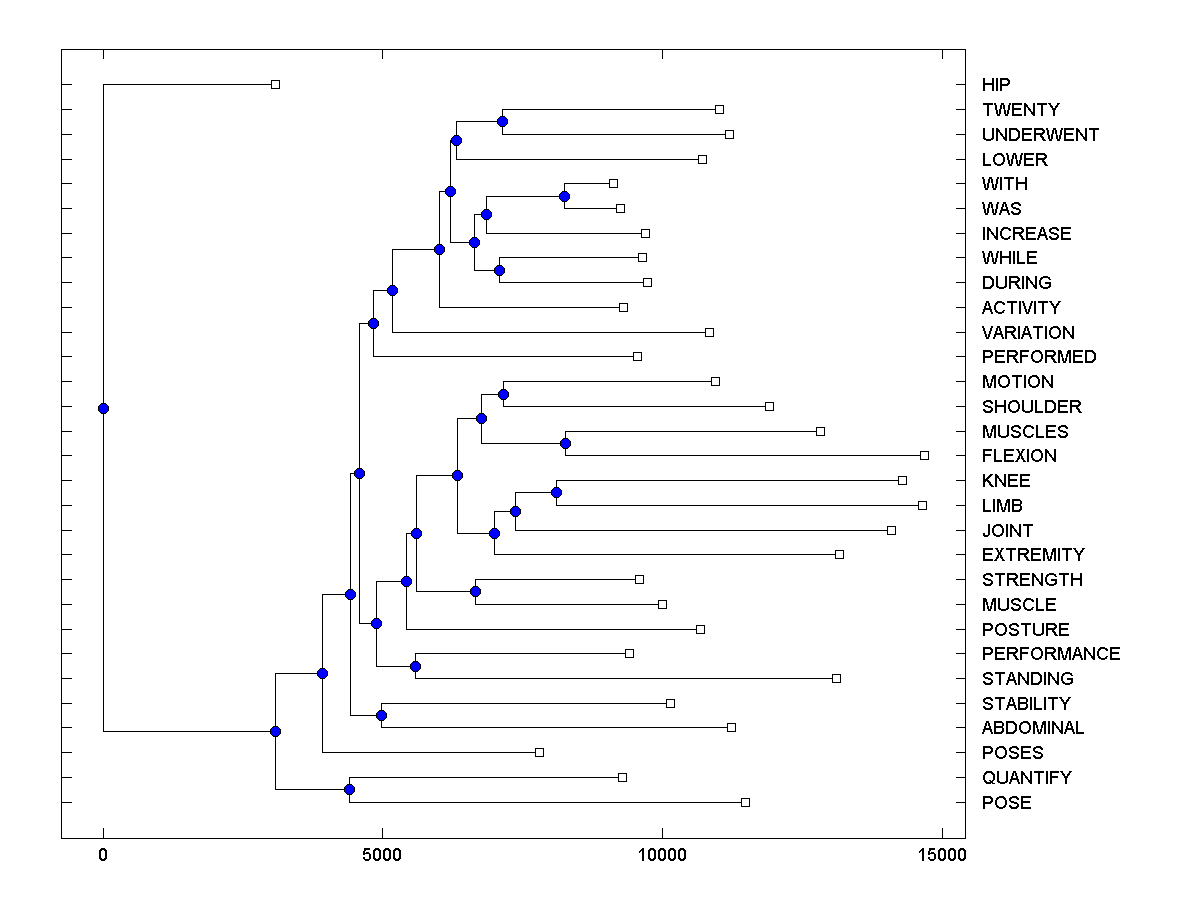 HIP
TWENTY
UNDERWENT
LOWER
WITH
WAS
INCREASE
WHILE
DURING
ACTIVITY
VARIATION
PERFORMED
MOTION
SHOULDER
MUSCLES
FLEXION
KNEE
LIMB
JOINT
EXTREMITY
STRENGTH
MUSCLE
POSTURE
PERFORMANCE
STANDING
STABILITY
ABDOMINAL
POSES
QUANTIFY
POSE
0 5000 10000 15000